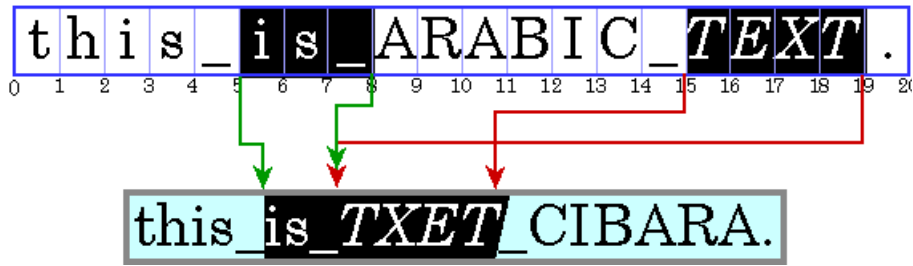 this_is_ARABIC_TEXT.
0 1 2 3 4 5 6 7 8 9 10 11 12 13 14 15 16 17 18 19 20
this_is_TXET_CIBARA.